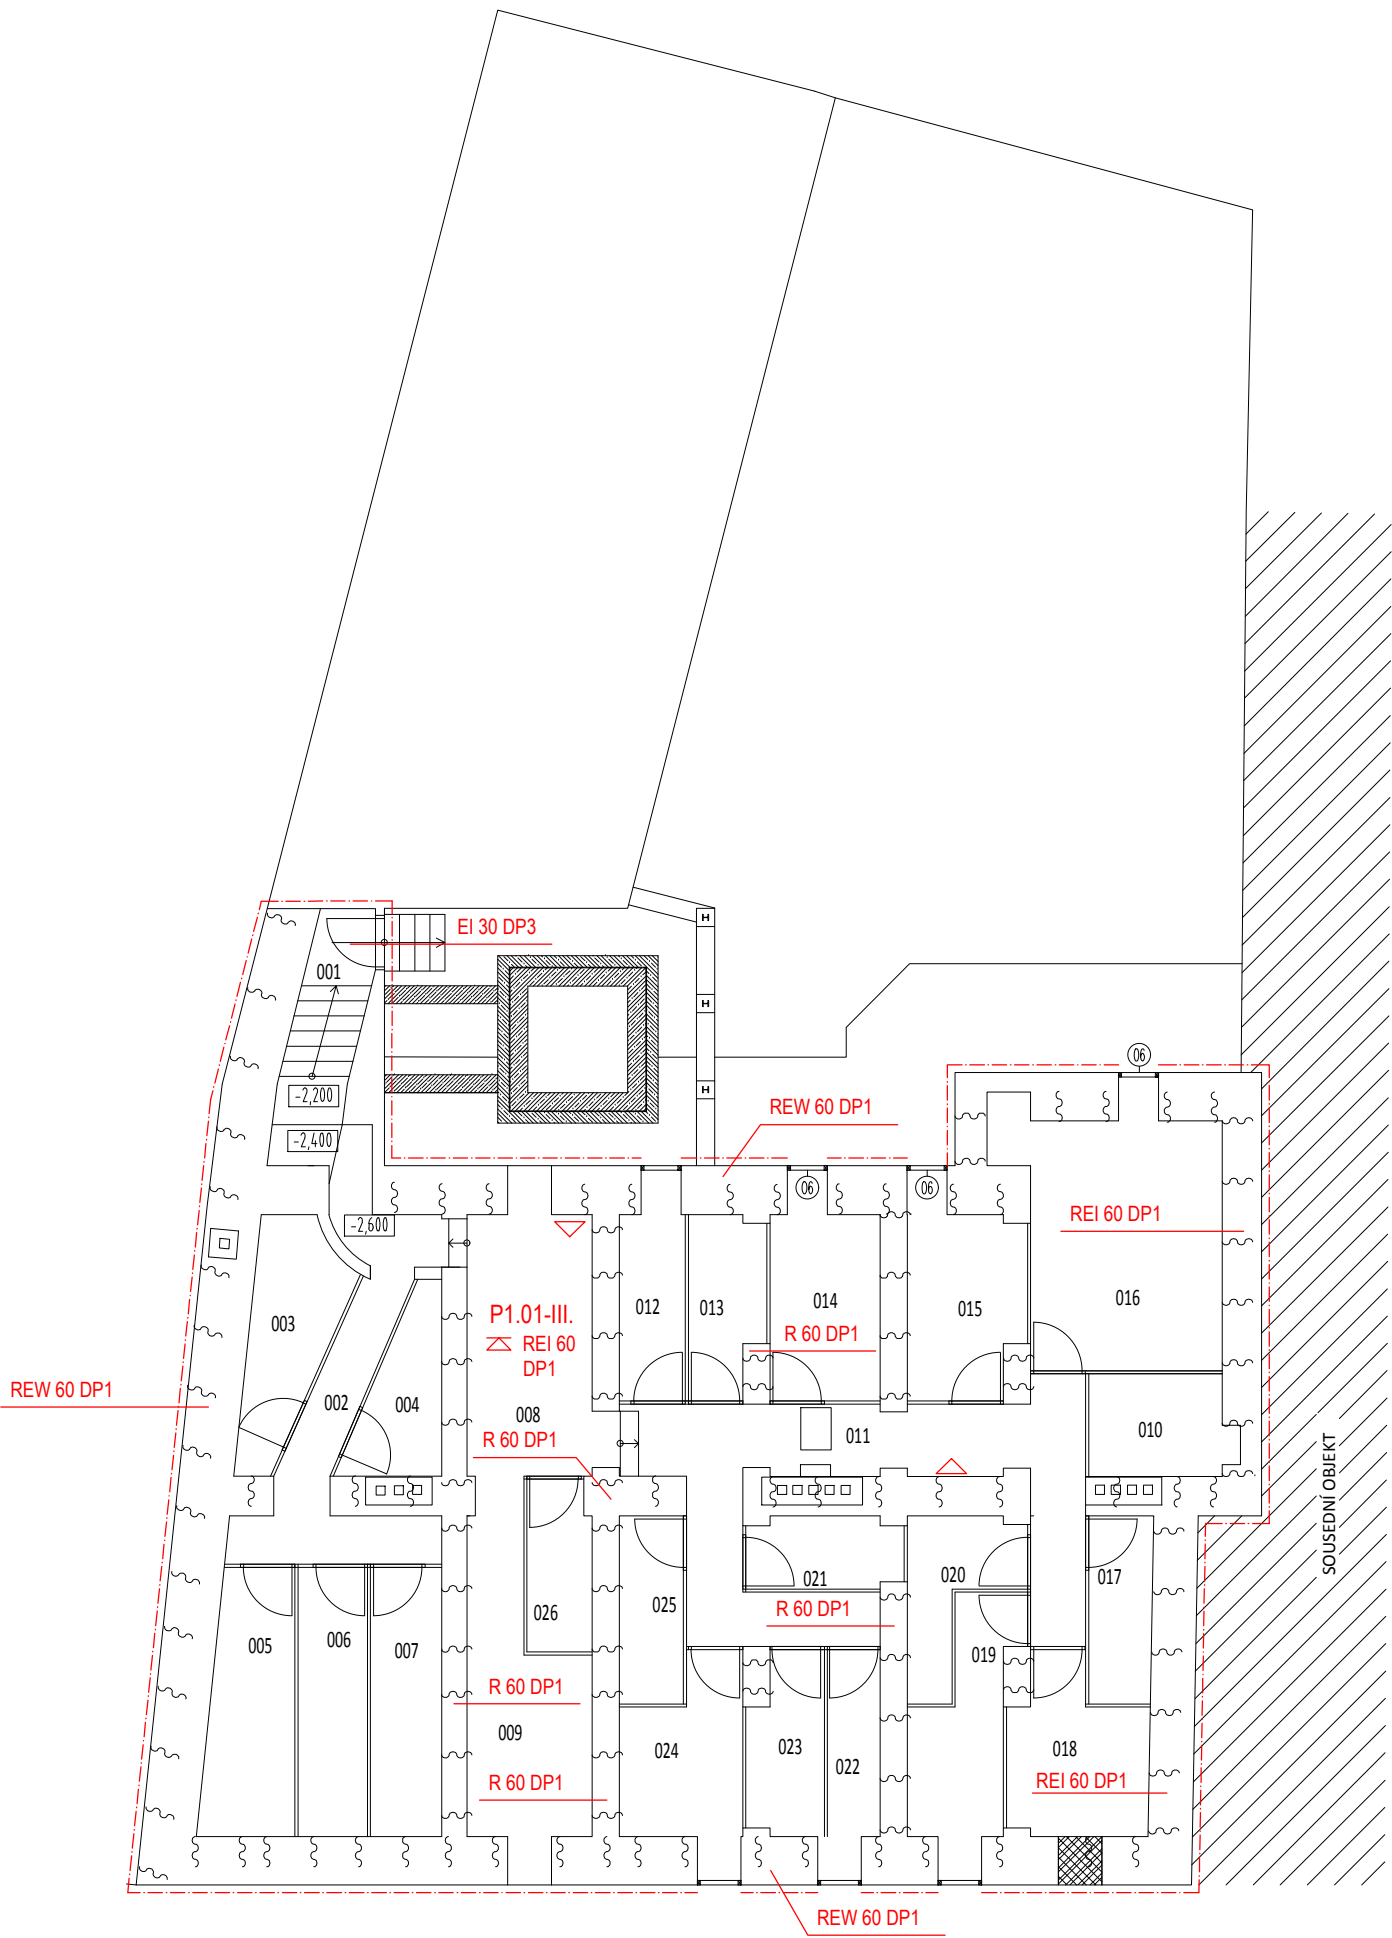 EI 30 DP3
H
001
H
06
-2,200
H
REW 60 DP1
-2,400
06
06
-2,600
REI 60 DP1
012
013
014
015
016
P1.01-III.
003
REI 60
DP1
R 60 DP1
REW 60 DP1
002
004
008
R 60 DP1
011
010
SOUSEDNÍ OBJEKT
021
020
017
026
025
R 60 DP1
005
006
007
019
R 60 DP1
009
024
023
022
018
R 60 DP1
REI 60 DP1
REW 60 DP1